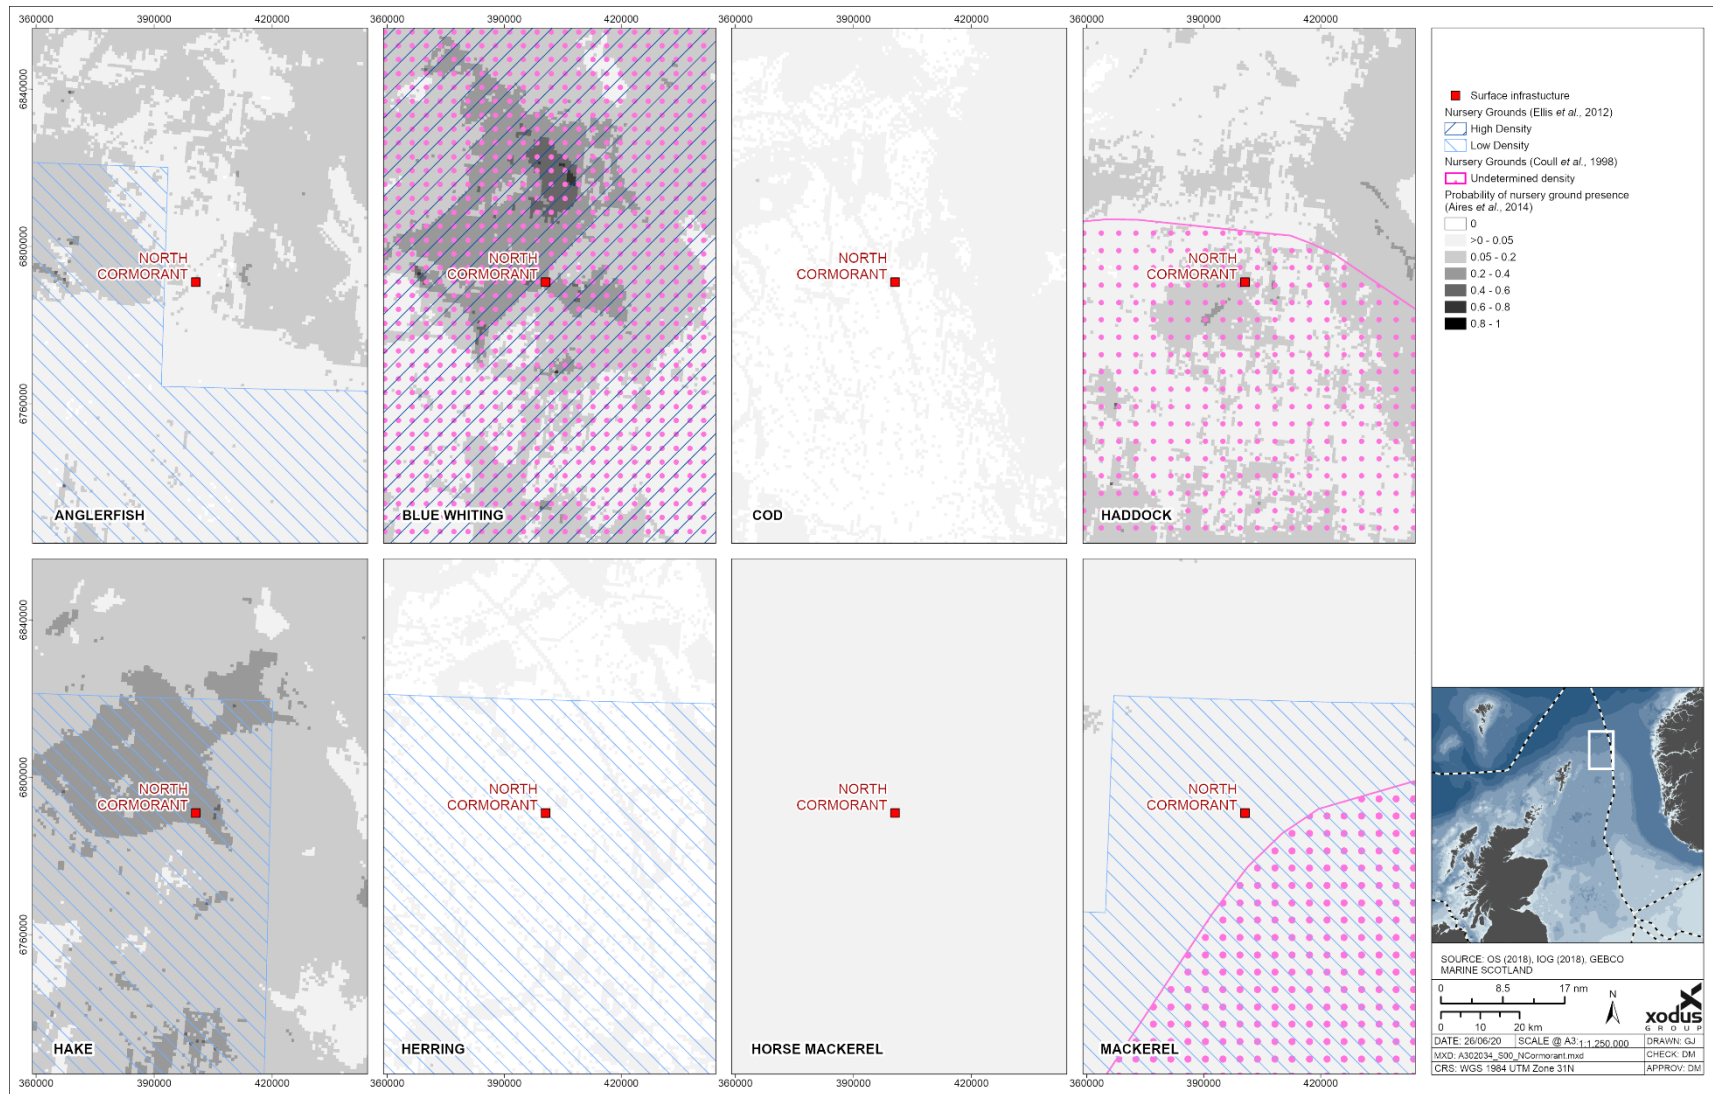 360000 390000 420000 360000 390000 420000 360000 390000 420000
6840000
6800000
6760000
NORTH
CORMORANT
ANGLERFISH
NORTH
CORMORANT
BLUE WHITING
NORTH
CORMORANT
COD
NORTH
CORMORANT
HADDOCK
6840000
6800000
6760000
NORTH
CORMORANT
HAKE
NORTH
CORMORANT
HERRING
NORTH
CORMORANT
HORSE MACKEREL
NORTH
CORMORANT
MACKEREL
360000 390000 420000 360000 390000 420000 360000 390000 420000 
390000 420000
Surface infrastucture
Nursery Grounds (Ellis et al., 2012)
High Density
Low Density
Nursery Grounds (Coull et al., 1998)
Undetermined density
Probability of nursery ground presence
(Aires et al., 2014)
0
>0 - 0.05
0.05 - 0.2
0.2 - 0.4
0.4 - 0.6
0.6 - 0.8
0.8 - 1
SOURCE: OS (2018), IOG (2018), GEBCO
MARINE SCOTLAND
0 8.5 17 nm
N
0 10 20 km
xodus
GROUP
DATE: 26/06/20 SCALE @ A3:1:1,250,000 DRAWN: GJ
MXD: A302034_S00_NCormorant.mxd CHECK: DM
CRS: WGS 1984 UTM Zone 31N APPROV: DM